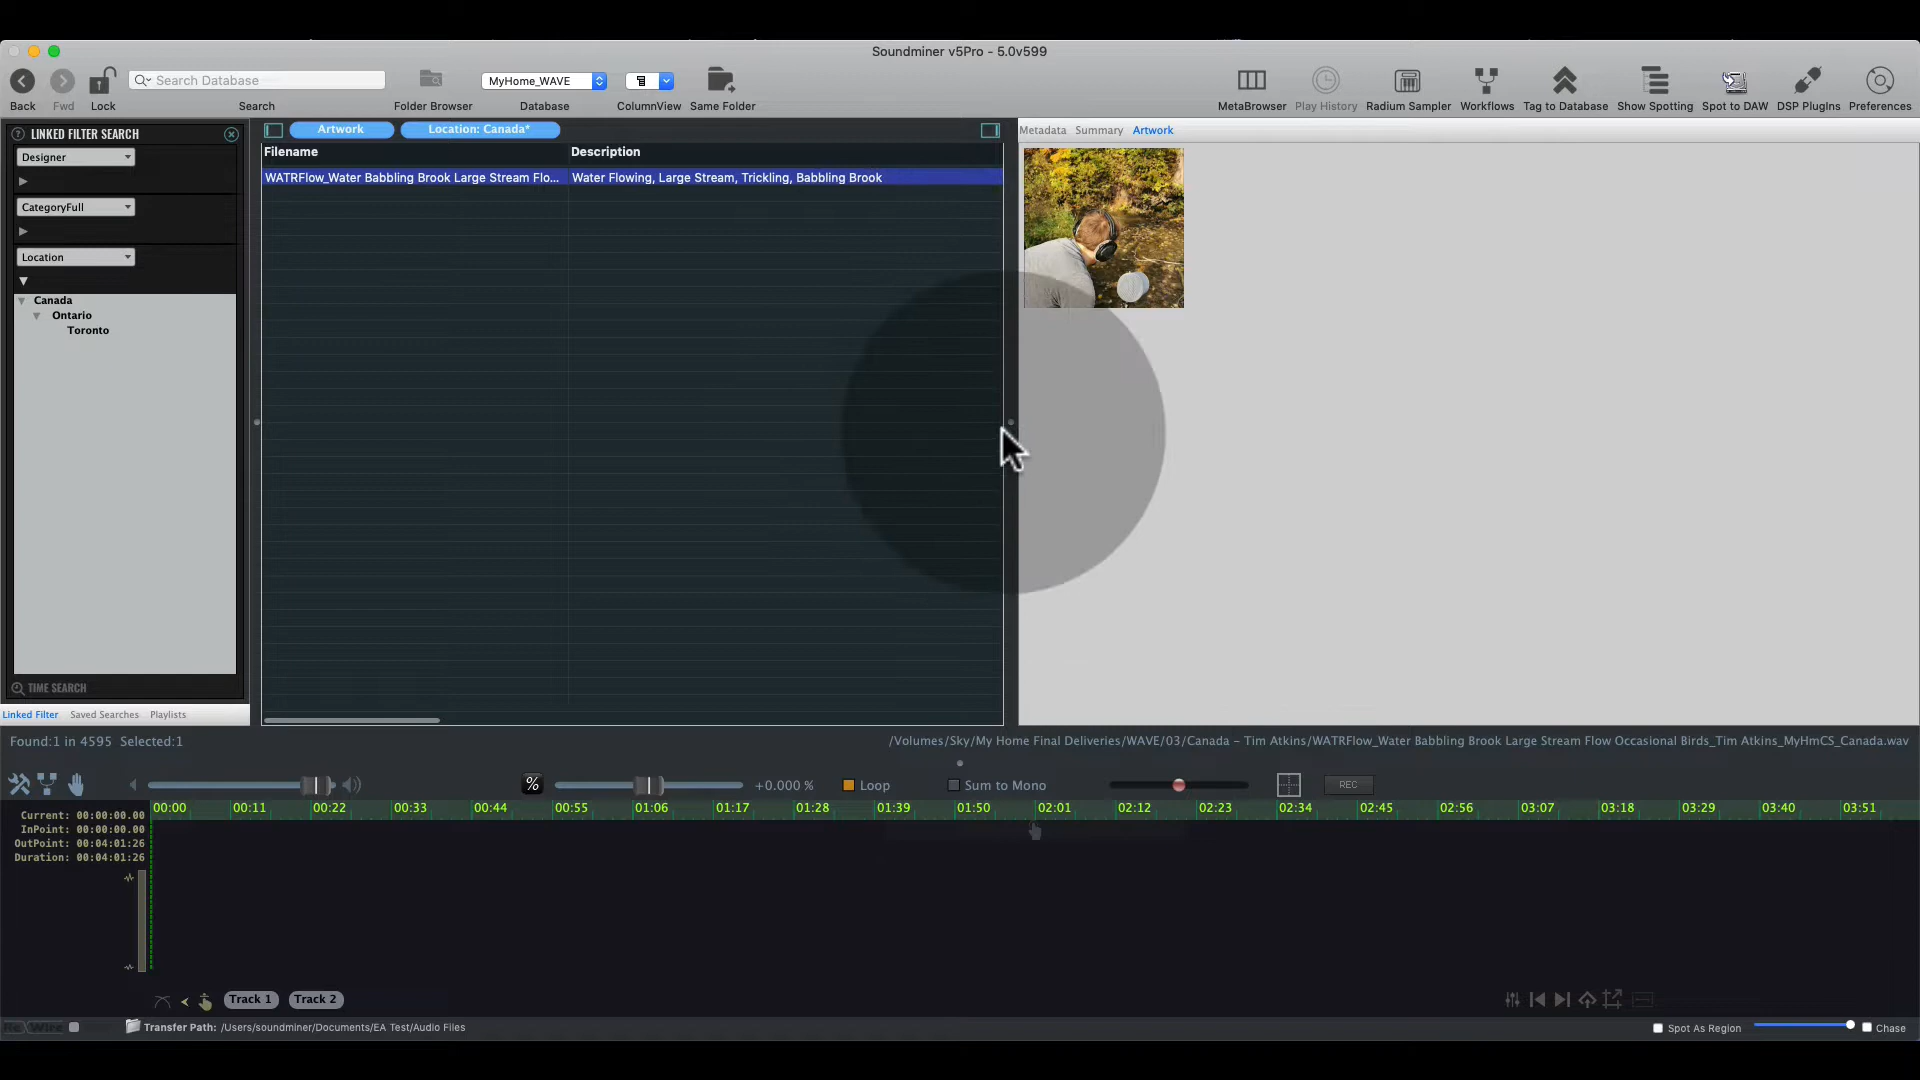 Soundminer v5Pro - 5.0v599
Search Database
MyHome_WAVE
Back
Fwd
Lock
Search
Folder Browser
Database
ColumnView
Same Folder
MetaBrowser
Play History
Radium Sampler
Workflows
Tag to Database
Show Spotting
Spot to DAW
DSP PlugIns
Preferences
LINKED FILTER SEARCH
Designer
CategoryFull
Location
Canada
Ontario
Toronto
TIME SEARCH
Linked Filter Saved Searches Playlists
Artwork
Location: Canada*
Filename Description
WATRFlow_Water Babbling Brook Large Stream Flo... Water Flowing, Large Stream, Trickling, Babbling Brook
Metadata Summary Artwork
Found:1 in 4595 Selected:1
/Volumes/Sky/My Home Final Deliveries/WAVE/03/Canada - Tim Atkins/WATRFlow_Water Babbling Brook Large Stream Flow Occasional Birds_Tim Atkins_MyHmCS_Canada.wav
% +0.000 % Loop Sum to Mono REC
00:00 00:11 00:22 00:33 00:44 00:55 01:06 01:17 01:28 01:39 01:50 02:01 02:12 02:23 02:34 02:45 02:56 03:07 03:18 03:29 03:40 03:51
Current: 00:00:00.00
InPoint: 00:00:00.00
OutPoint: 00:04:01:26
Duration: 00:04:01:26
Track 1 Track 2
ReWire
Transfer Path: /Users/soundminer/Documents/EA Test/Audio Files
Spot As Region
Chase